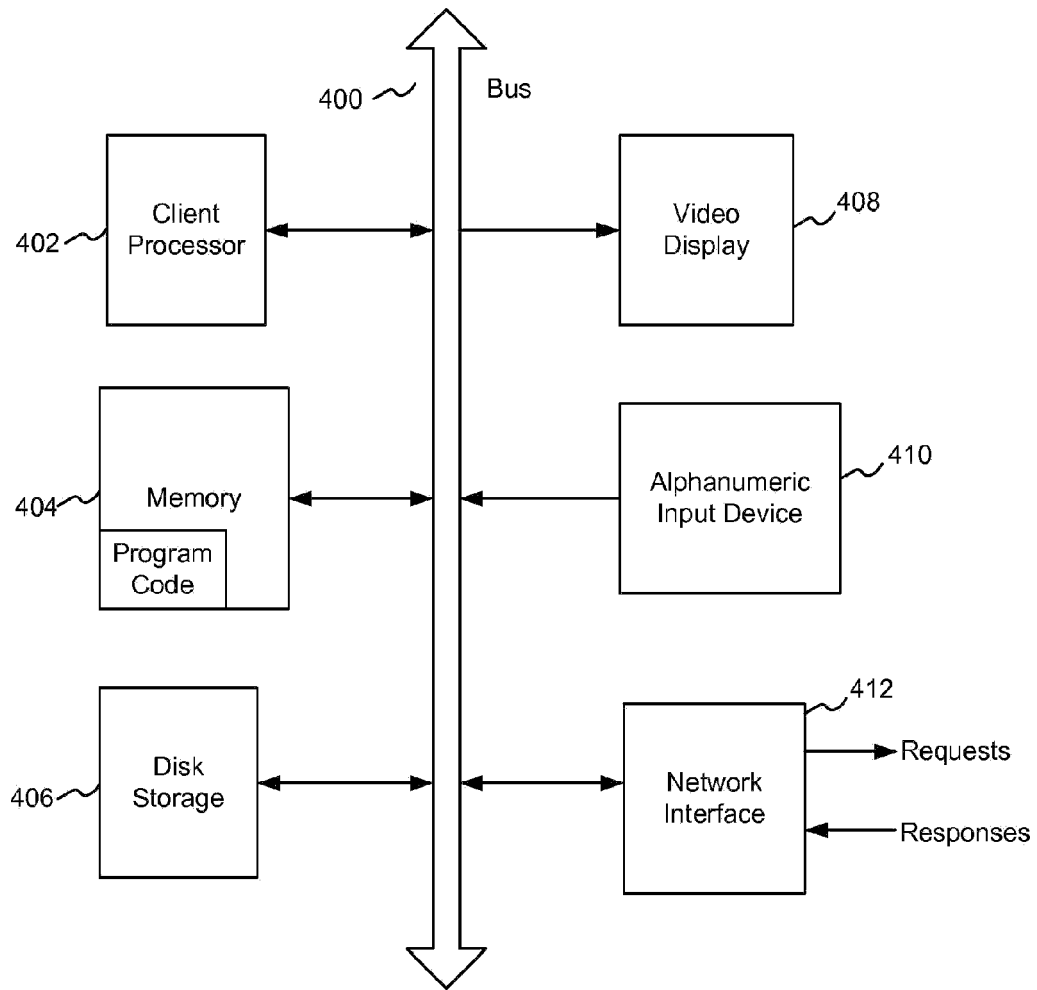 400
Bus
Client
Processor
402
Video
Display
408
Memory
404
Program
Code
Alphanumeric
Input Device
410
Disk
Storage
406
Network
Interface
412
Requests
Responses